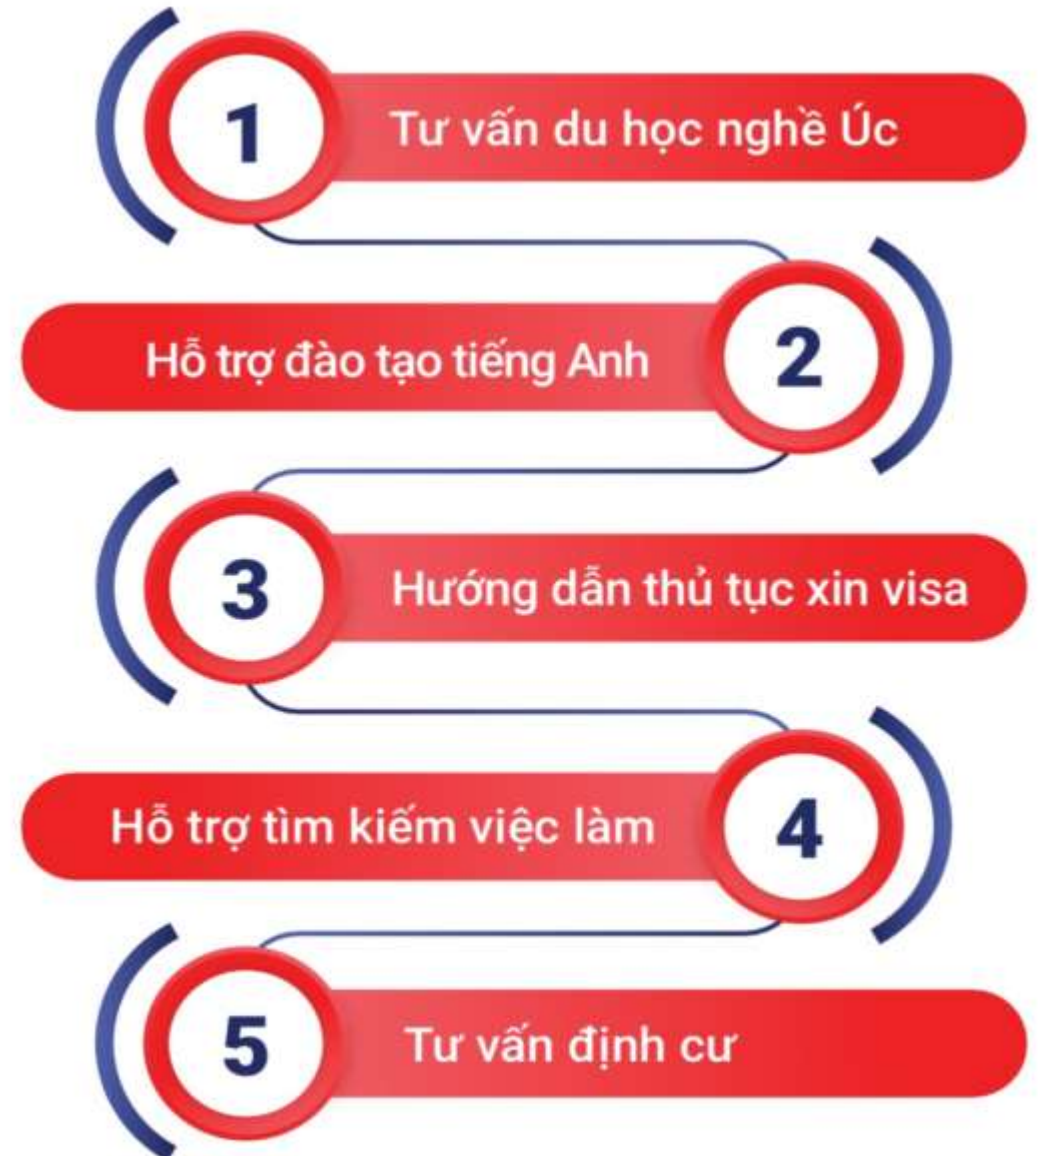 1
Tư vấn du học nghề Úc
2
Hỗ trợ đào tạo tiếng Anh
3
Hướng dẫn thủ tục xin visa
4
Hỗ trợ tìm kiếm việc làm
5
Tư vấn định cư